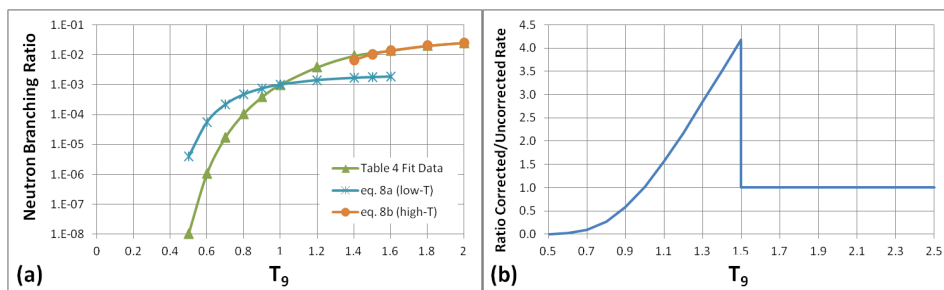 Neutron Branching Ratio
1.E-01
1.E-02
1.E-03
1.E-04
1.E-05
1.E-06
1.E-07
1.E-08
0 0.2 0.4 0.6 0.8 1 1.2 1.4 1.6 1.8 2
Table 4 Fit Data
eq. 8a (low-T)
eq. 8b (high-T)
(a)
T9
Ratio Corrected/Uncorrected Rate
4.5
4.0
3.5
3.0
2.5
2.0
1.5
1.0
0.5
0.0
0.5 0.7 0.9 1.1 1.3 1.5 1.7 1.9 2.1 2.3 2.5
(b)
T9